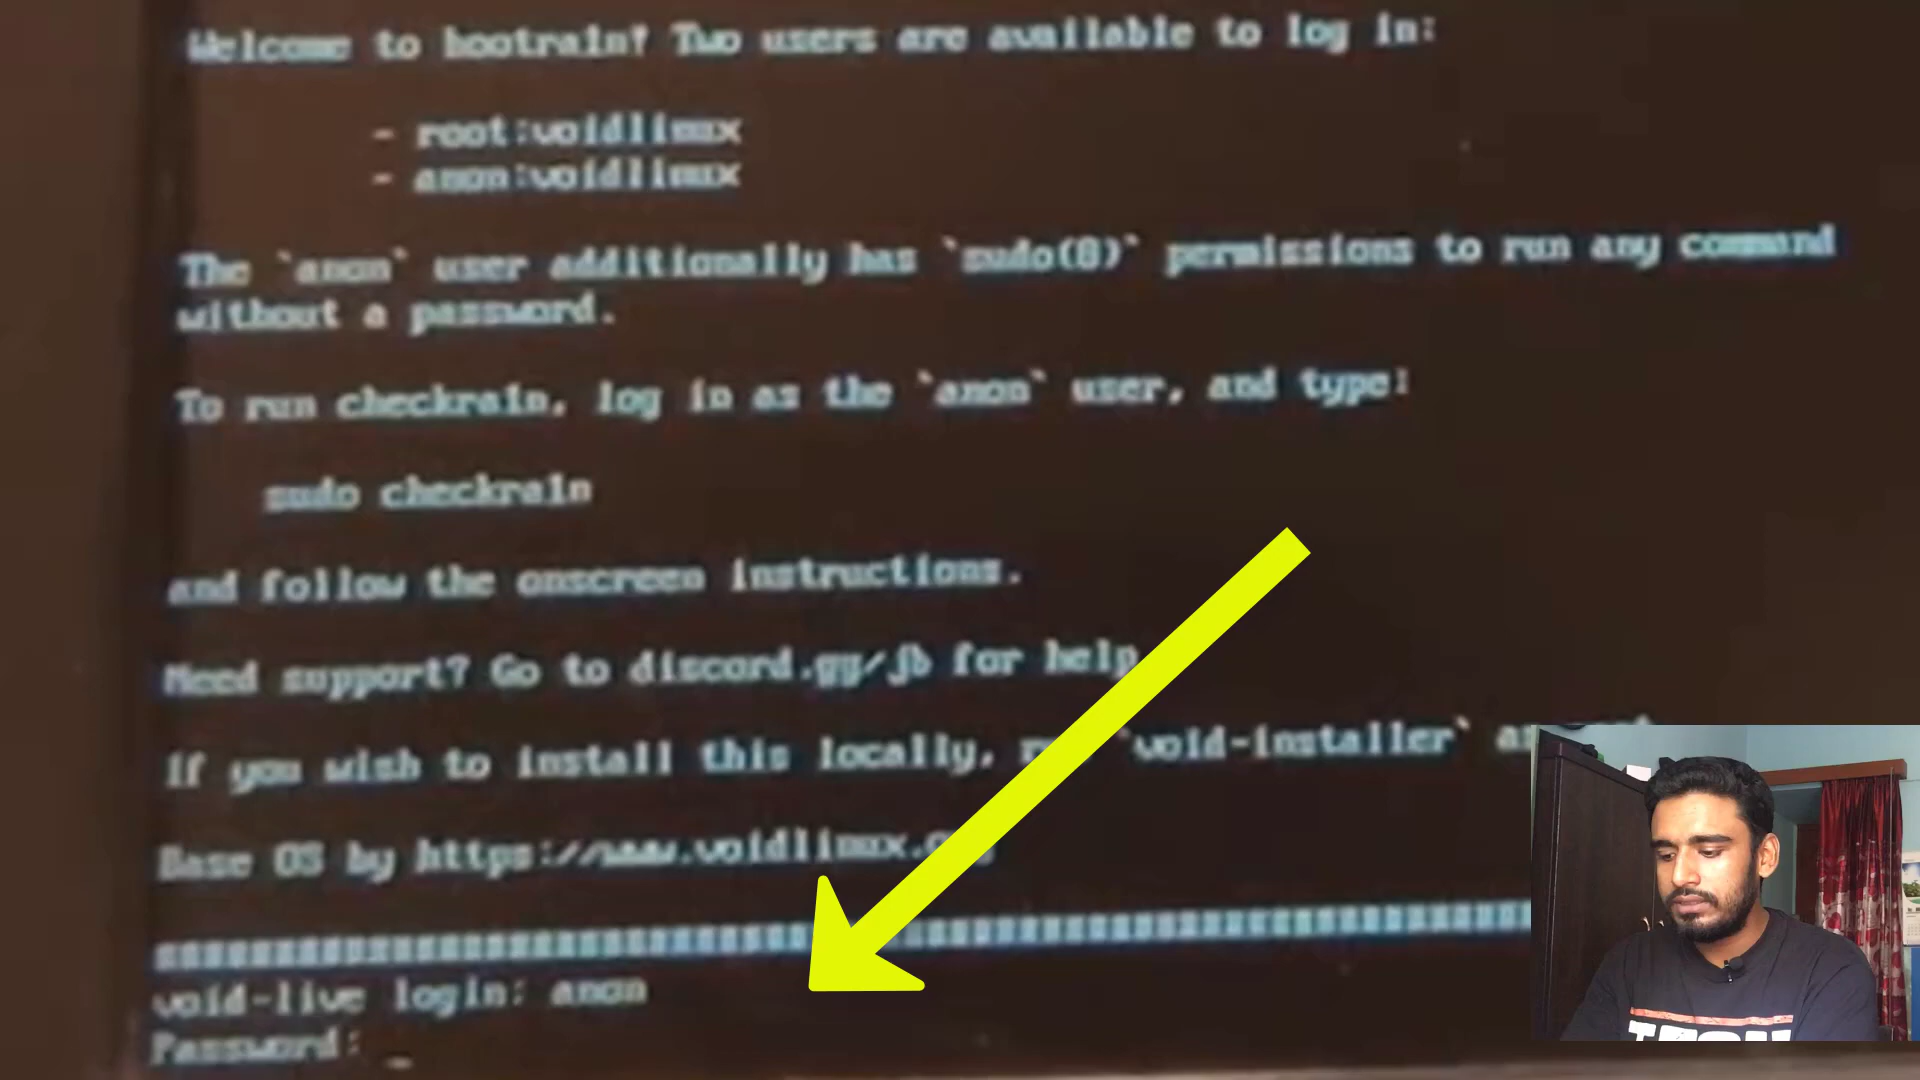 Welcome to bootra1n! Two users are available to log in:
- root:voidlinux
- anon:voidlinux
The `anon` user additionally has `sudo(8)` permissions to run any command
without a password.
To run checkra1n, log in as the `anon` user, and type:
sudo checkra1n
and follow the onscreen instructions.
Need support? Go to discord.gg/jb for help
If you wish to install this locally, `void-installer`
Base OS by https://www.voidlinux.org
void-live login: anon
Password: _